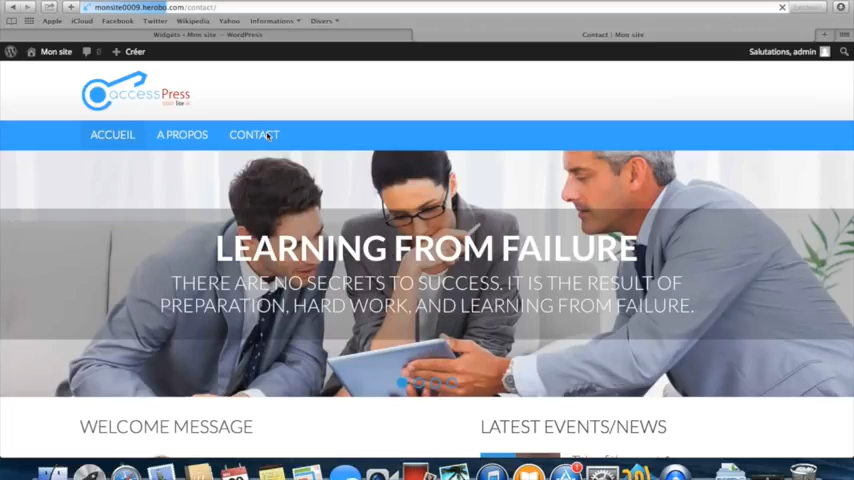 monsite0009.herobo.com/contact/
Apple iCloud Facebook Twitter Wikipedia Yahoo Informations Divers
Widgets ‹ Mon site — WordPress
Contact | Mon site
Mon site 0 Créer
Salutations, admin
accessPress
lite
ACCUEIL A PROPOS CONTACT
LEARNING FROM FAILURE
THERE ARE NO SECRETS TO SUCCESS. IT IS THE RESULT OF
PREPARATION, HARD WORK, AND LEARNING FROM FAILURE.
WELCOME MESSAGE
LATEST EVENTS/NEWS